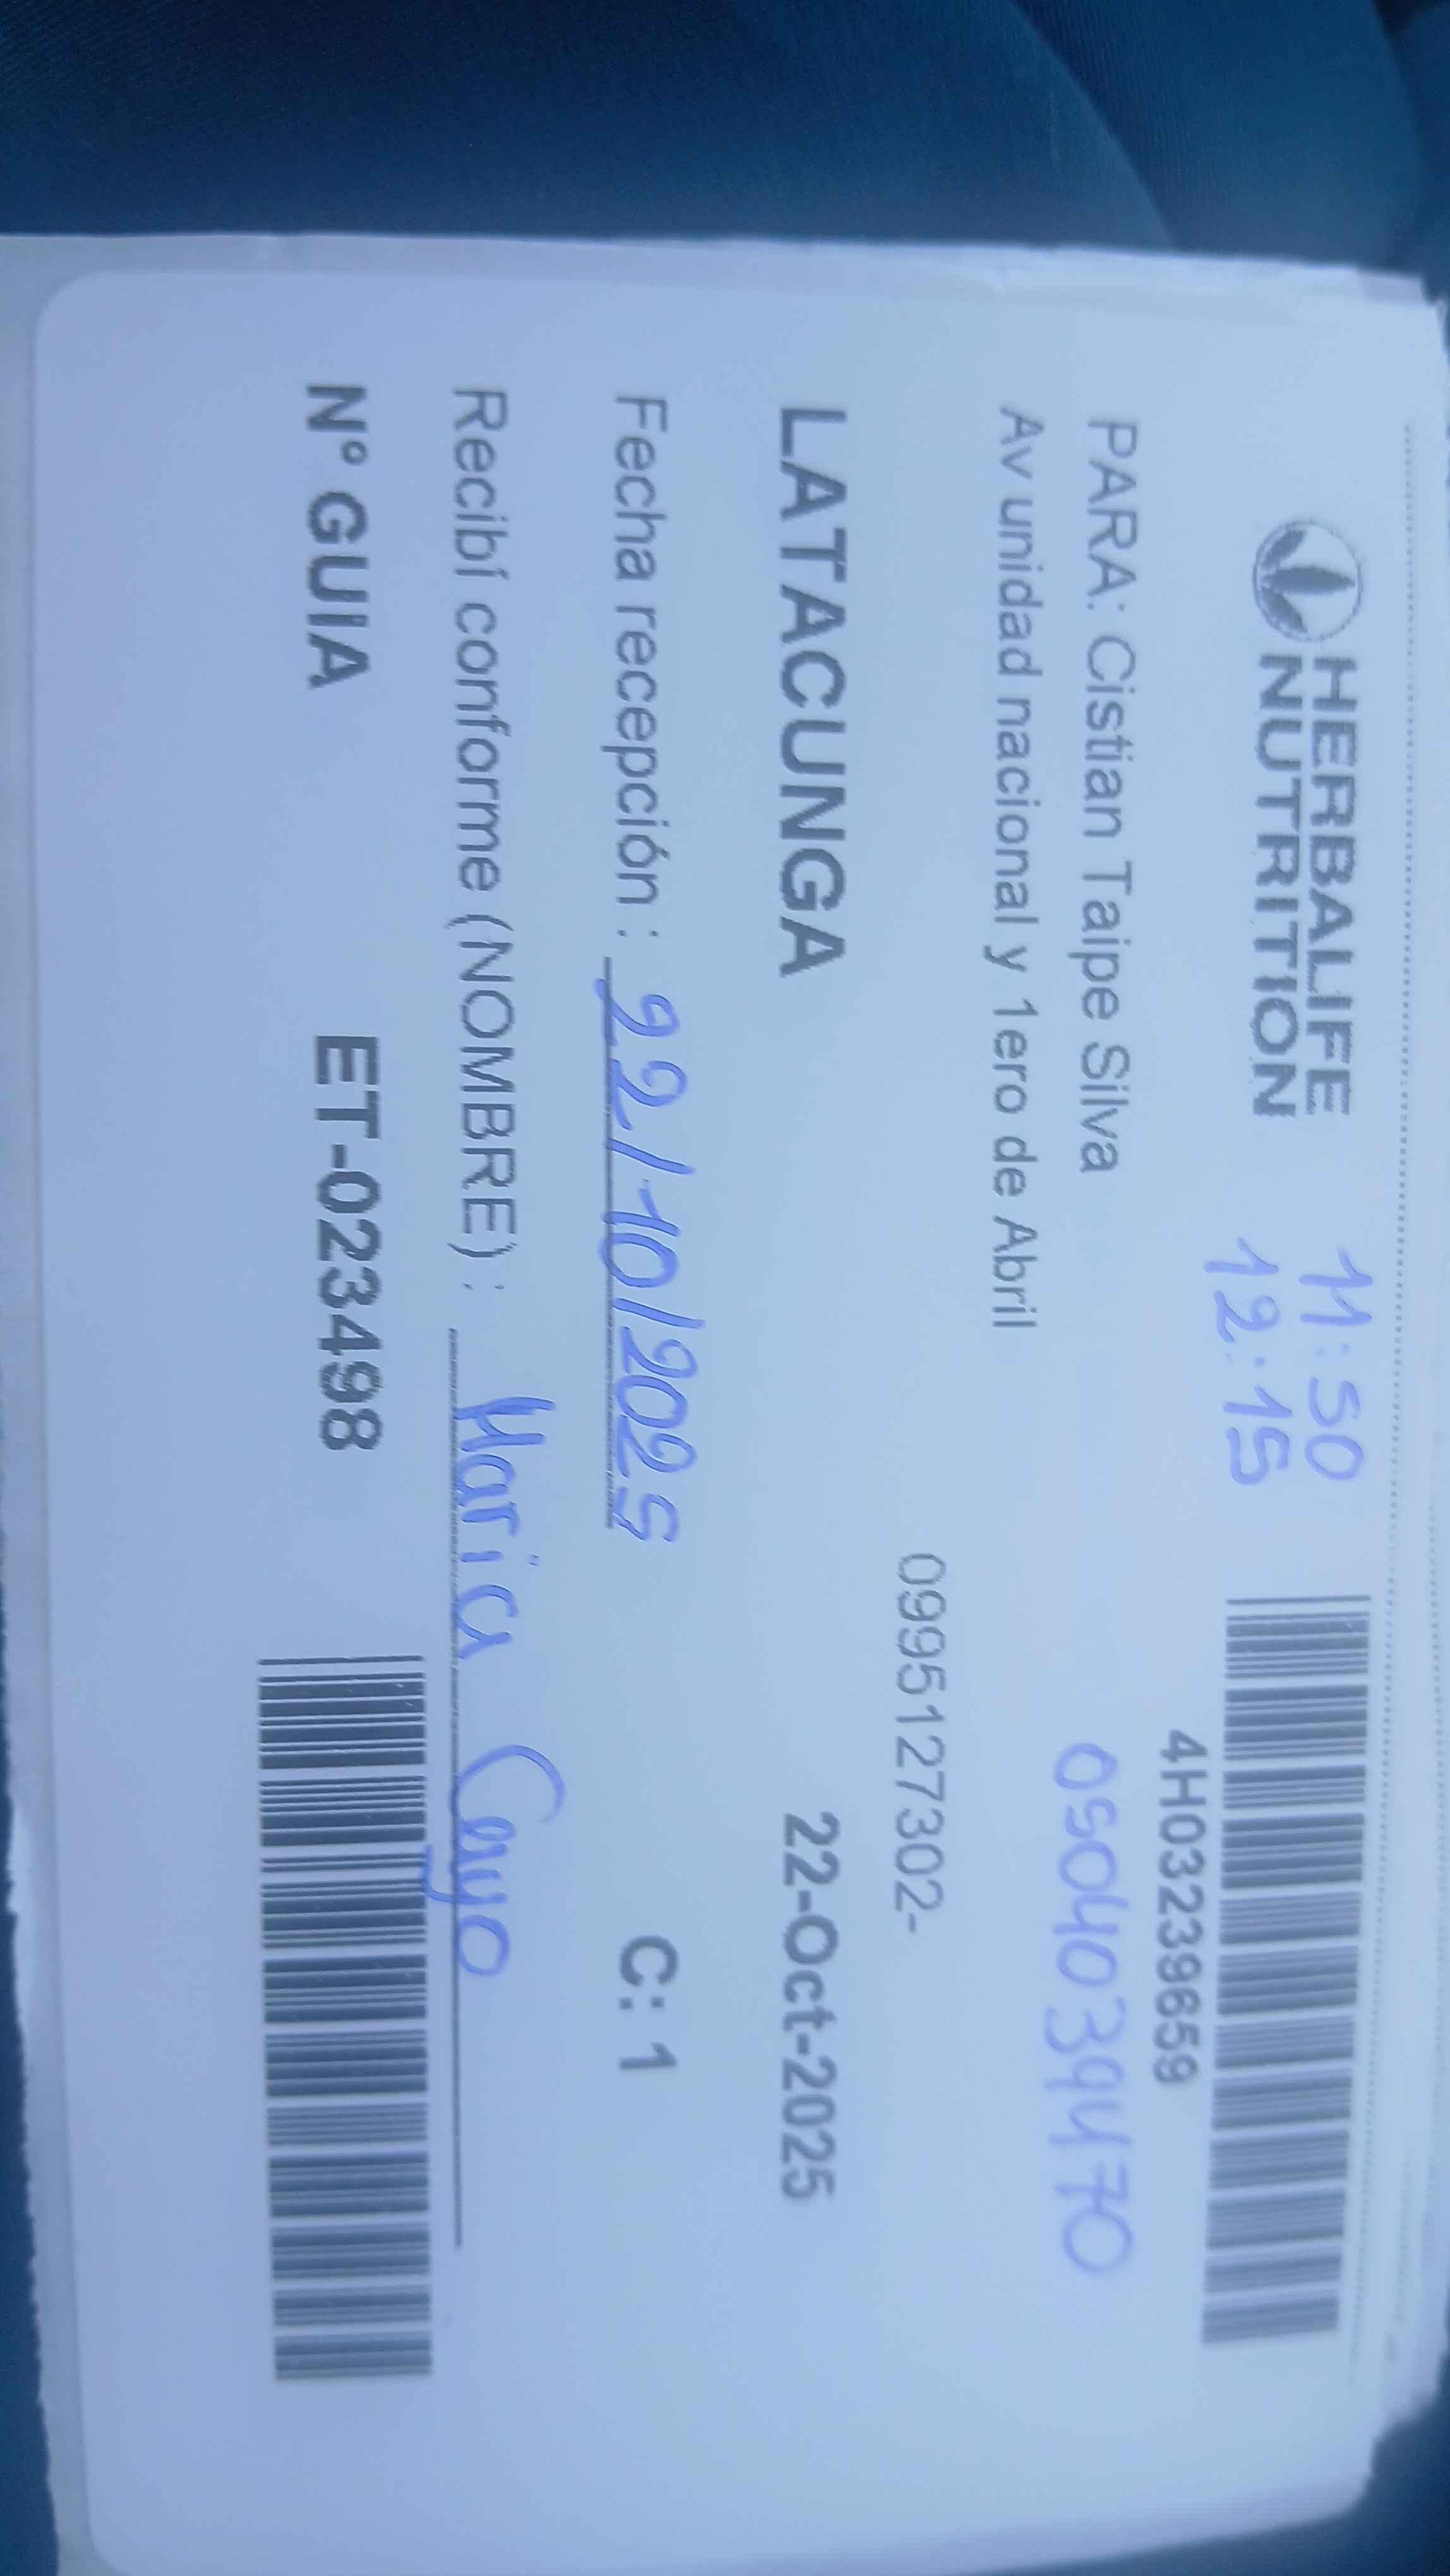 HERBALIFE
NUTRITION
11:50
12:15
4H03239659
PARA: Cistian Taipe Silva
0504039470
Av unidad nacional y 1ero de Abril
0995127302-
LATACUNGA
22-Oct-2025
Fecha recepción : 22/10/2025
C: 1
Recibí conforme (NOMBRE) : Maria Cayo
N° GUIA
ET-023498